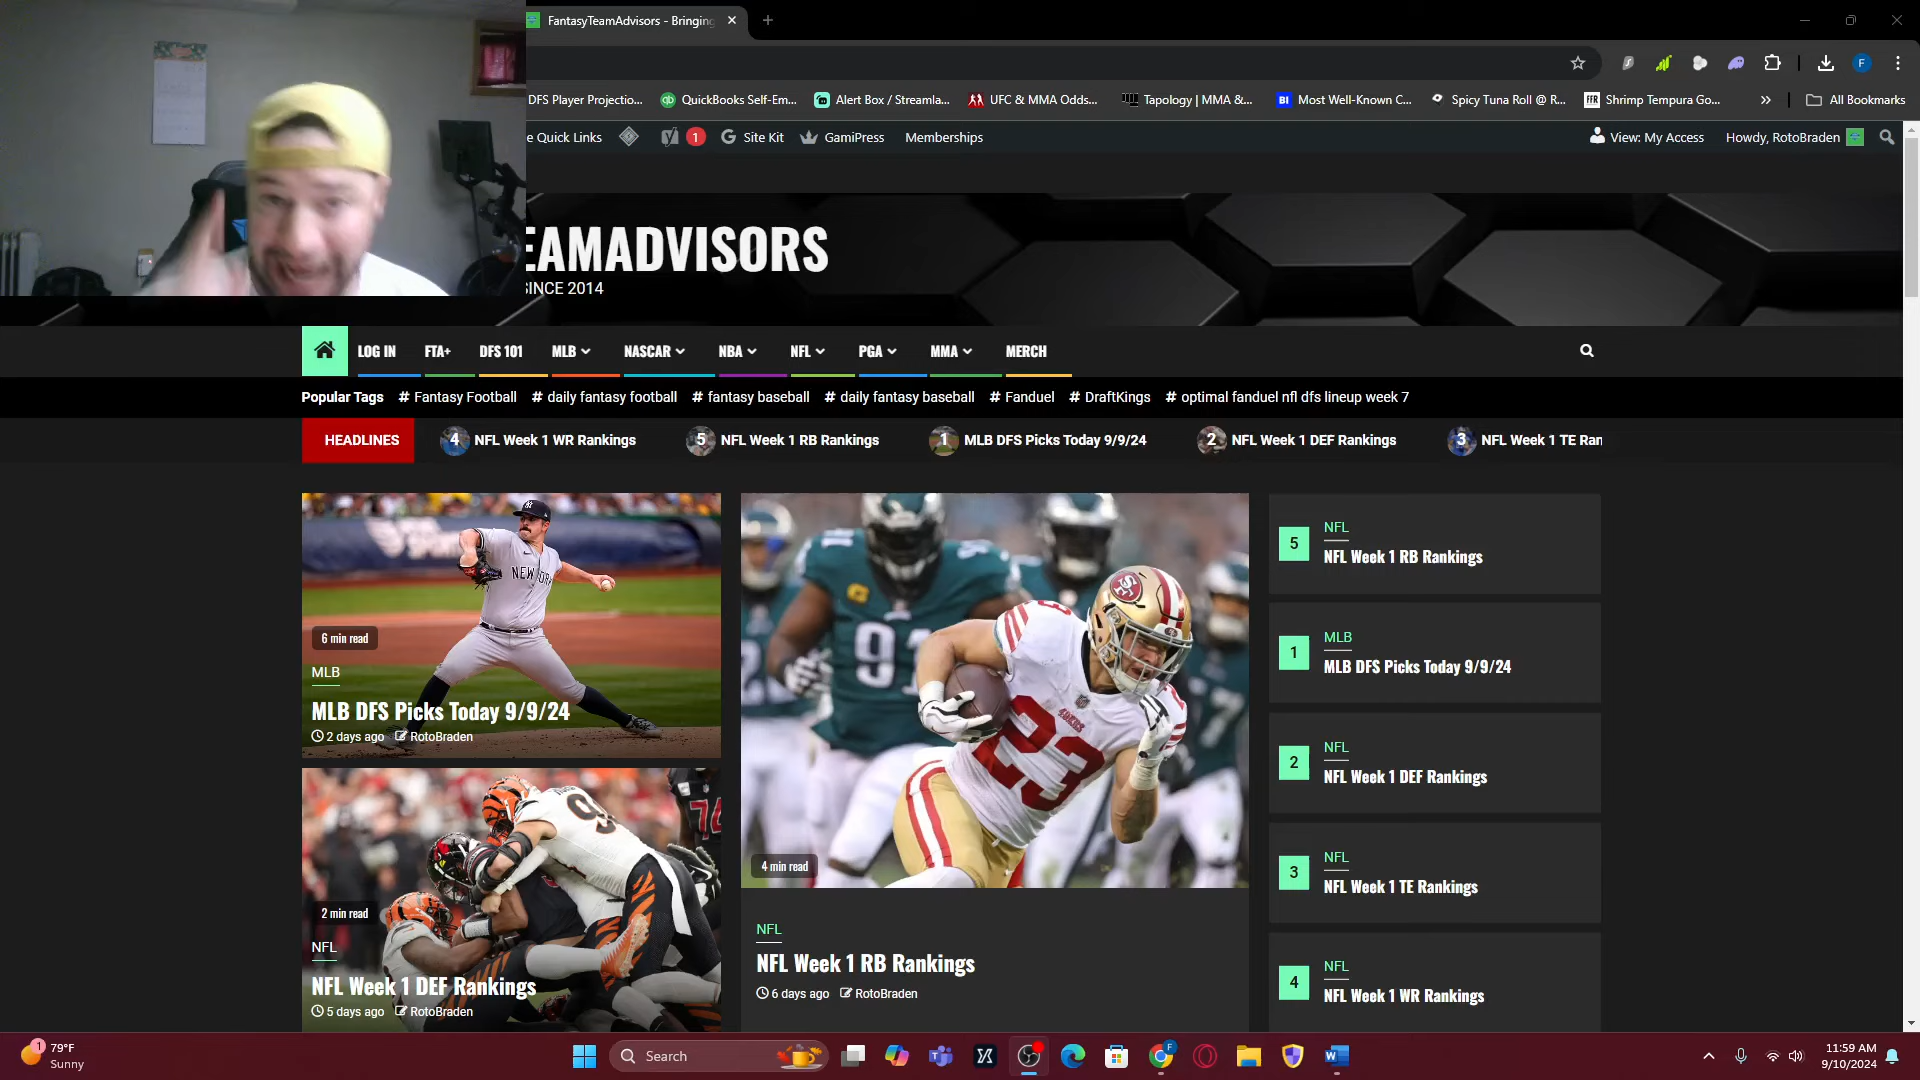 FantasyTeamAdvisors - Bringing
DFS Player Projectio...
QuickBooks Self-Em...
Alert Box / Streamla...
UFC & MMA Odds...
Tapology | MMA &...
BI Most Well-Known C...
Spicy Tuna Roll @ R...
FFR Shrimp Tempura Go...
» All Bookmarks
e Quick Links
1
Site Kit
GamiPress
Memberships
View: My Access
Howdy, RotoBraden
EAMADVISORS
SINCE 2014
LOG IN FTA+ DFS 101 MLB NASCAR NBA NFL PGA MMA MERCH
Popular Tags # Fantasy Football # daily fantasy football # fantasy baseball # daily fantasy baseball # Fanduel # DraftKings # optimal fanduel nfl dfs lineup week 7
HEADLINES 4 NFL Week 1 WR Rankings 5 NFL Week 1 RB Rankings 1 MLB DFS Picks Today 9/9/24 2 NFL Week 1 DEF Rankings 3 NFL Week 1 TE Ran
NEW YORK
6 min read
MLB
MLB DFS Picks Today 9/9/24
2 days ago RotoBraden
2 min read
NFL
NFL Week 1 DEF Rankings
5 days ago RotoBraden
91
49ERS
23
4 min read
NFL
NFL Week 1 RB Rankings
6 days ago RotoBraden
5
NFL
NFL Week 1 RB Rankings
1
MLB
MLB DFS Picks Today 9/9/24
2
NFL
NFL Week 1 DEF Rankings
3
NFL
NFL Week 1 TE Rankings
4
NFL
NFL Week 1 WR Rankings
1
79°F
Sunny
Search
11:59 AM
9/10/2024